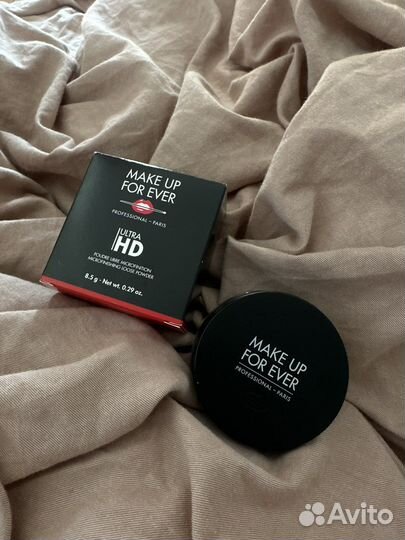 MAKE UP
FOR EVER
PROFESSIONAL – PARIS
ULTRA
HD
POUDRE LIBRE MICROFINITION
MICROFINISHING LOOSE POWDER
8.5 g - Net wt. 0.29 oz.
MAKE UP
FOR EVER
PROFESSIONAL – PARIS
Avito